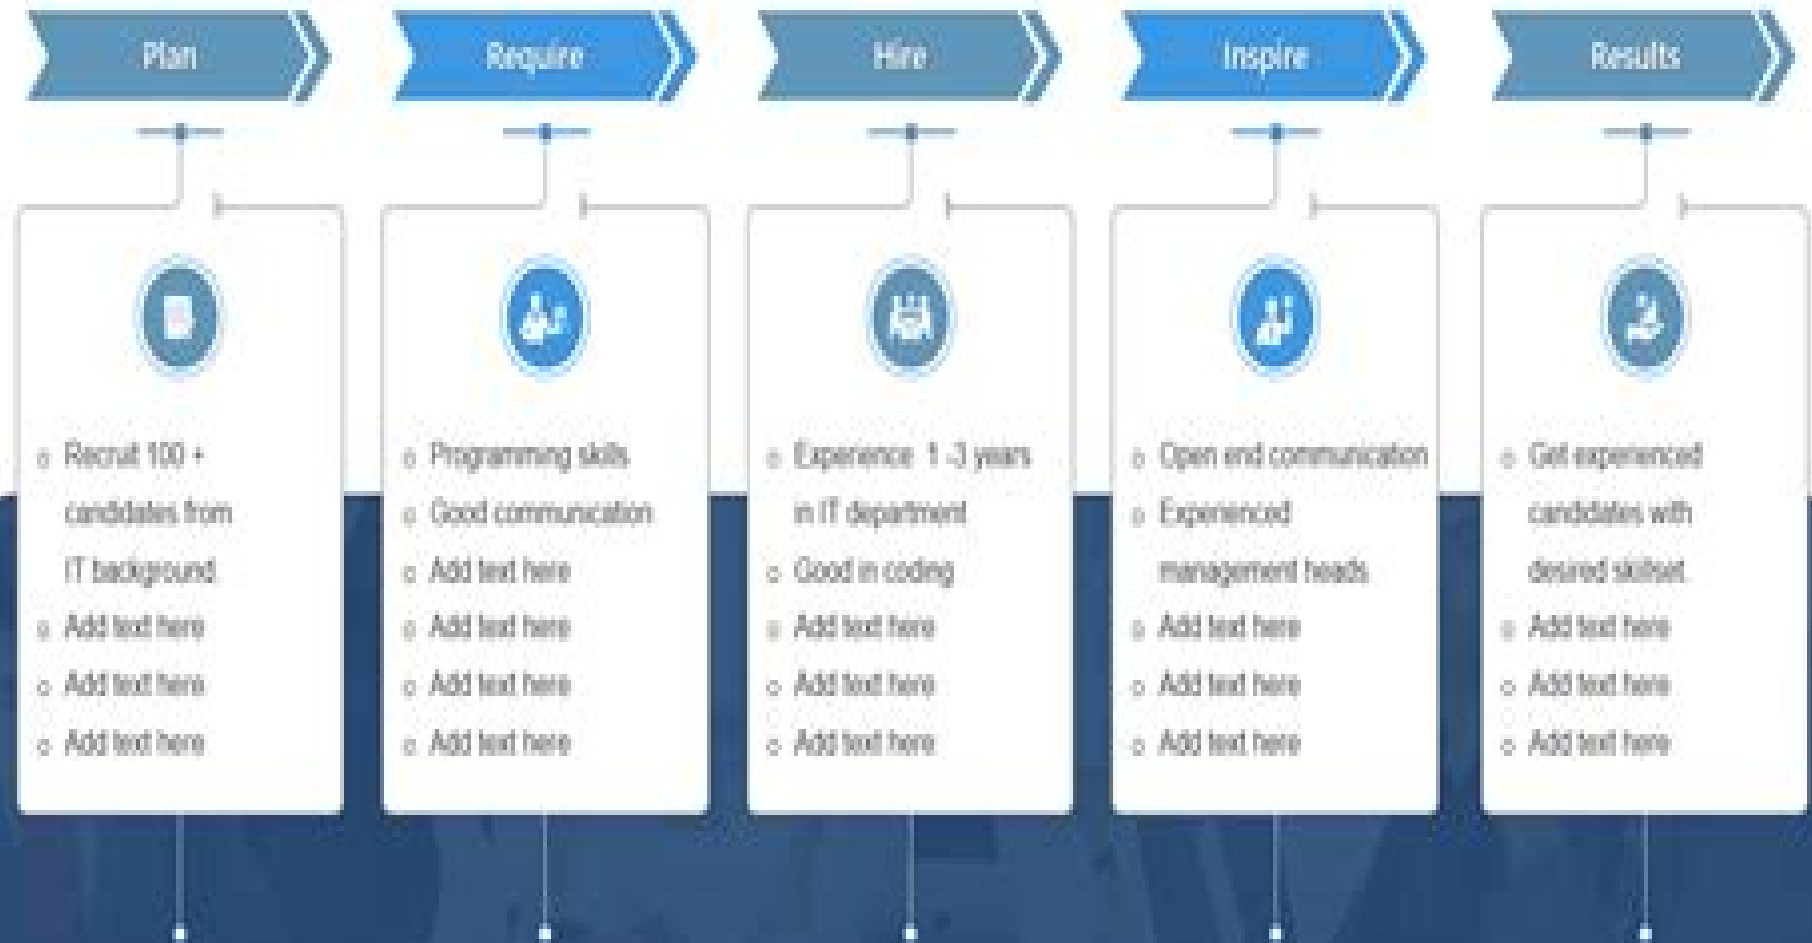 Plan
Require
Hire
Inspire
Results
Recruit 100 +
candidates from
IT background
Add text here
Add text here
Add text here
Programming skills
Good communication
Add text here
Add text here
Add text here
Add text here
Experience 1 -3 years
in IT department
Good in coding
Add text here
Add text here
Add text here
Open end communication
Experienced
management heads
Add text here
Add text here
Add text here
Get experienced
candidates with
desired skillset
Add text here
Add text here
Add text here